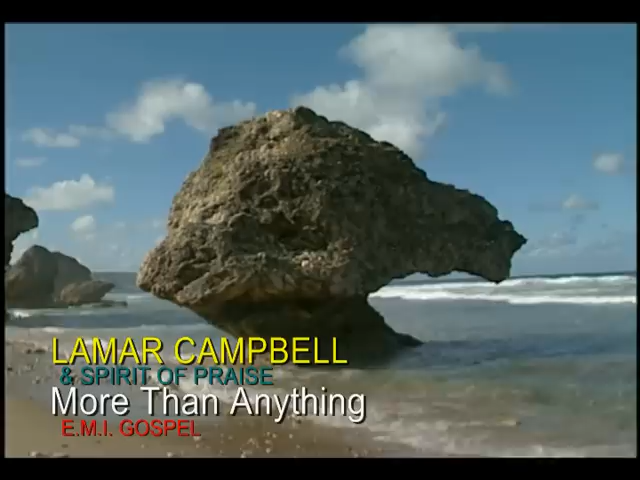 LAMAR CAMPBELL
& SPIRIT OF PRAISE
More Than Anything
E.M.I. GOSPEL